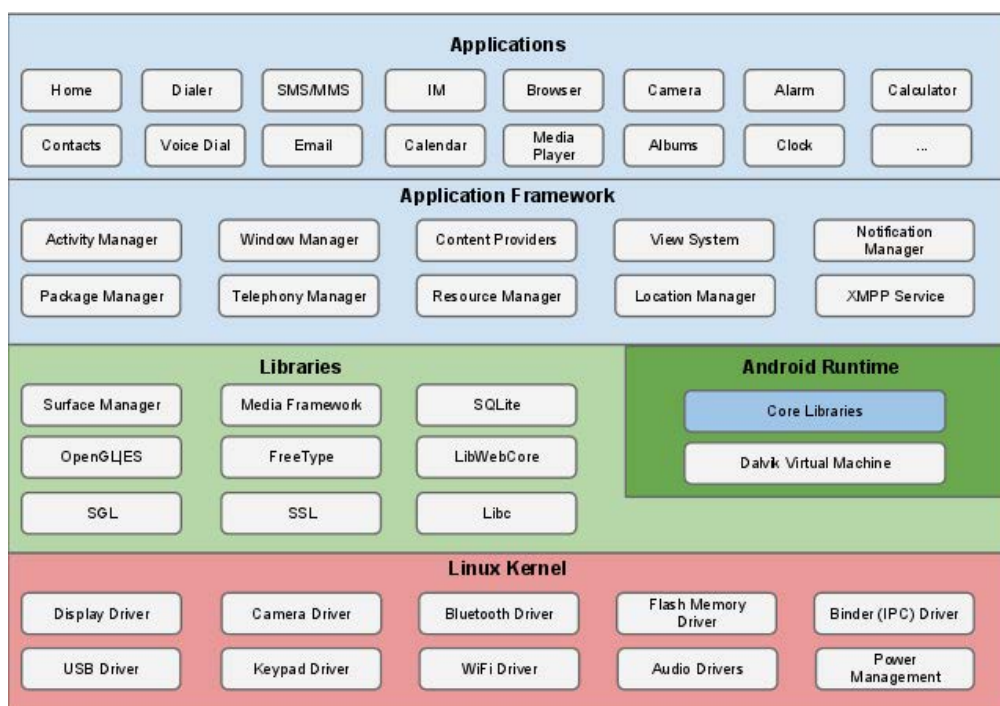 Applications
Home
Dialer
SMS/MMS
IM
Browser
Camera
Alarm
Calculator
Contacts
Voice Dial
Email
Calendar
Media
Player
Albums
Clock
...
Application Framework
Activity Manager
Window Manager
Content Providers
View System
Notification
Manager
Package Manager
Telephony Manager
Resource Manager
Location Manager
XMPP Service
Libraries
Surface Manager
Media Framework
SQLite
OpenGL|ES
FreeType
LibWebCore
SGL
SSL
Libc
Android Runtime
Core Libraries
Dalvik Virtual Machine
Linux Kernel
Display Driver
Camera Driver
Bluetooth Driver
Flash Memory
Driver
Binder (IPC) Driver
USB Driver
Keypad Driver
WiFi Driver
Audio Drivers
Power
Management